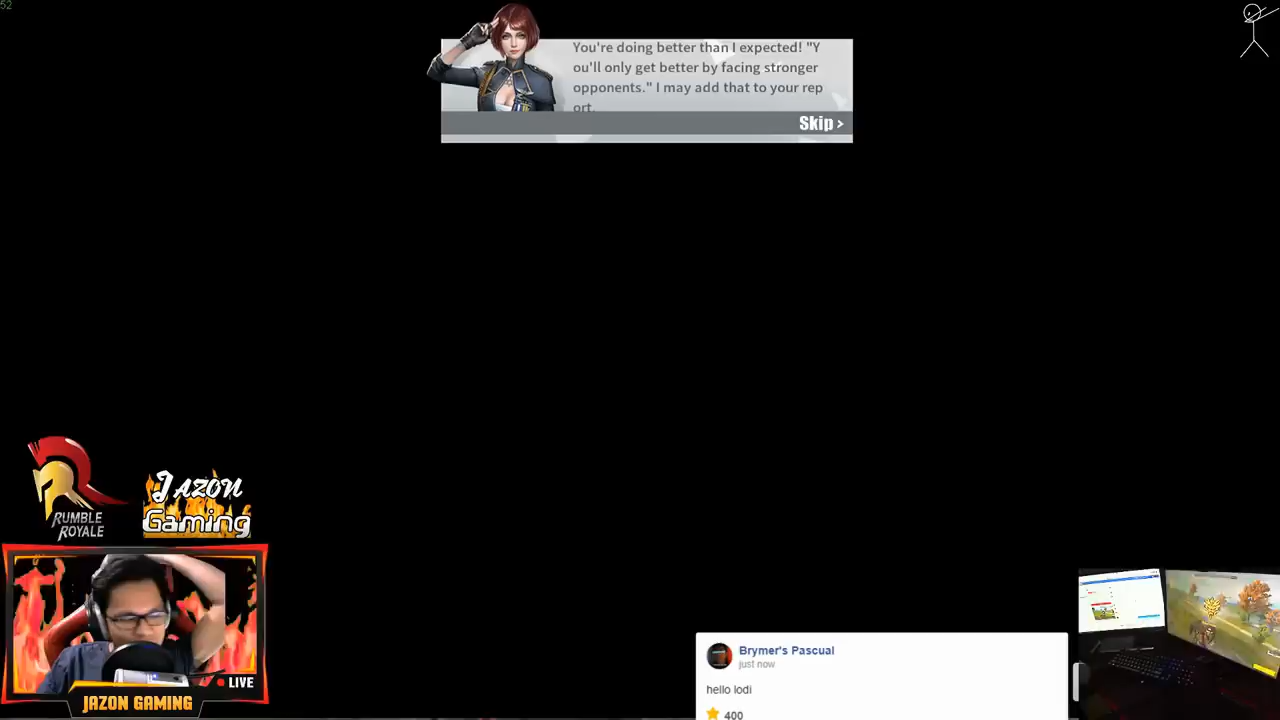 52
You're doing better than I expected! "Y
ou'll only get better by facing stronger
opponents." I may add that to your rep
ort.
Skip >
RUMBLE
ROYALE
JAZON
Gaming
LIVE
JAZON GAMING
Brymer's Pascual
just now
hello lodi
400